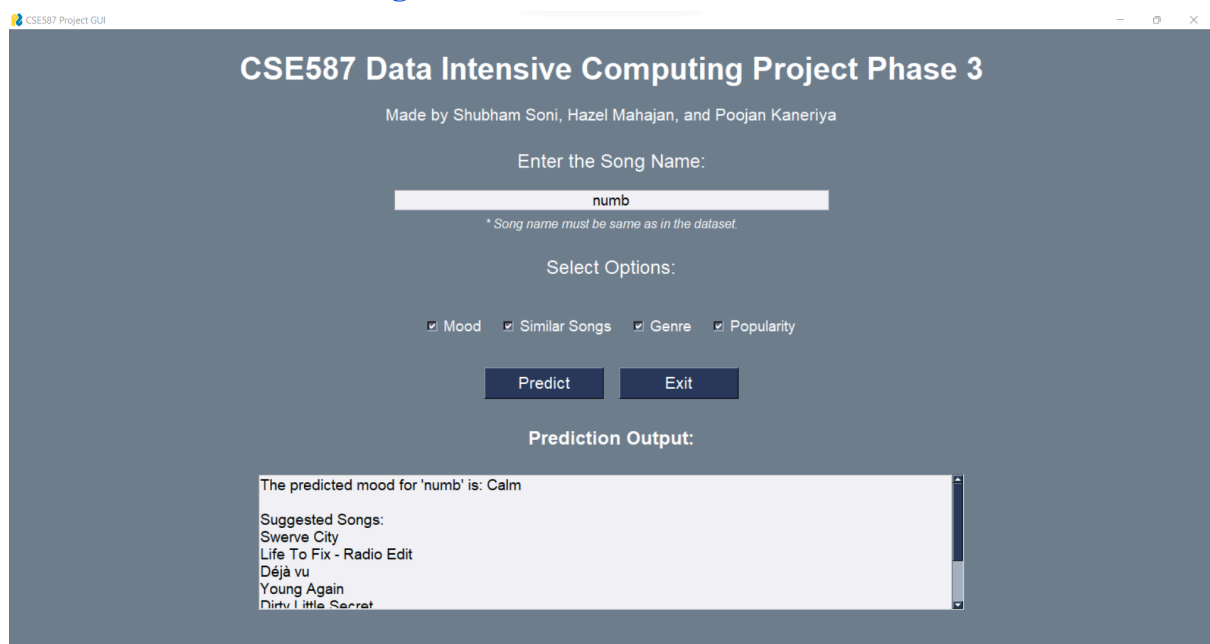 CSE587 Project GUI
CSE587 Data Intensive Computing Project Phase 3
Made by Shubham Soni, Hazel Mahajan, and Poojan Kaneriya
Enter the Song Name:
numb
* Song name must be same as in the dataset.
Select Options:
Mood Similar Songs Genre Popularity
Predict Exit
Prediction Output:
The predicted mood for 'numb' is: Calm
Suggested Songs:
Swerve City
Life To Fix - Radio Edit
Déjà vu
Young Again
Dirty Little Secret